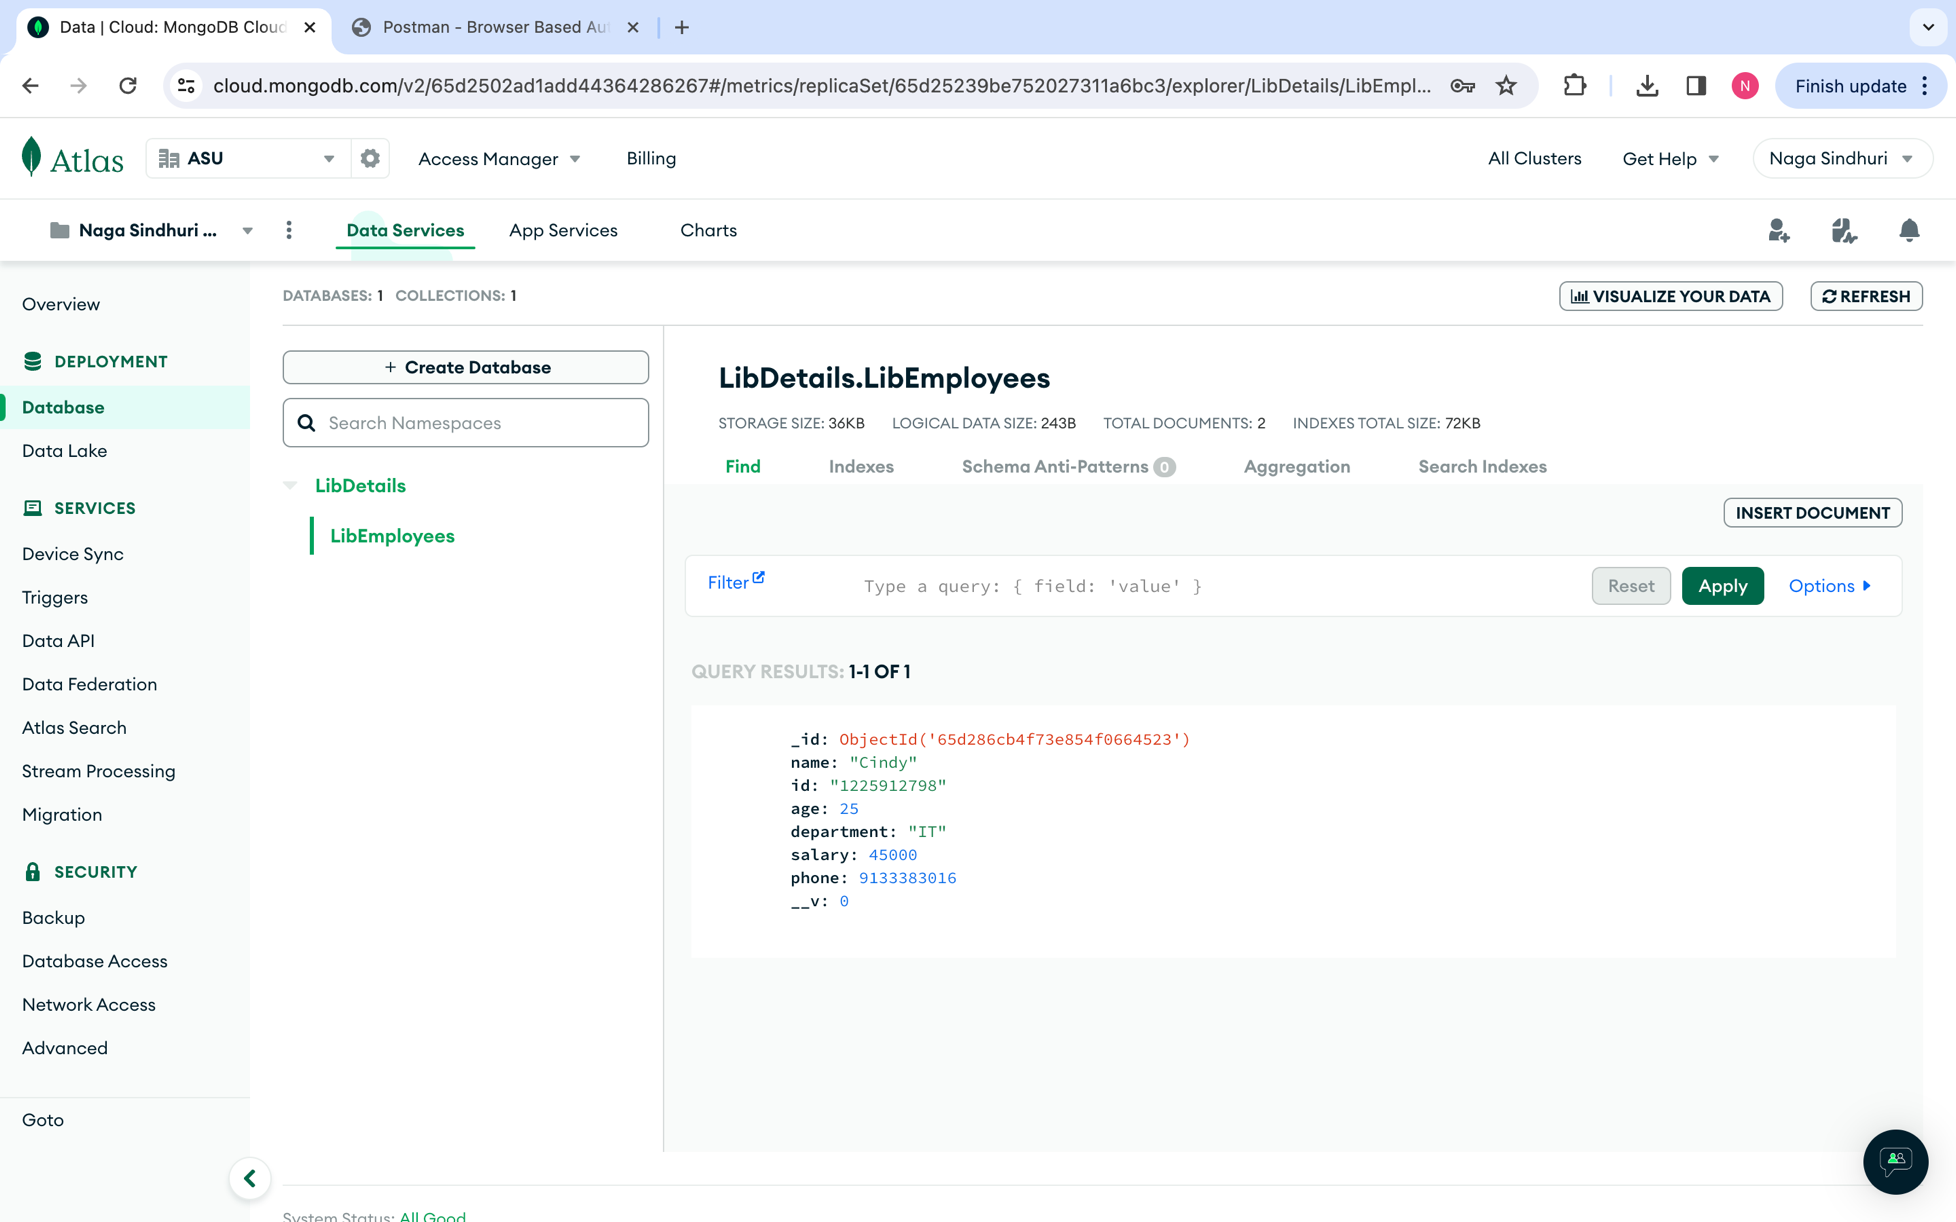 Data | Cloud: MongoDB Cloud
Postman - Browser Based Au
cloud.mongodb.com/v2/65d2502ad1add44364286267#/metrics/replicaSet/65d25239be752027311a6bc3/explorer/LibDetails/LibEmpl...
N
Finish update
Atlas
ASU
Access Manager
Billing
All Clusters
Get Help
Naga Sindhuri
Naga Sindhuri ...
Data Services
App Services
Charts
Overview
DEPLOYMENT
Database
Data Lake
SERVICES
Device Sync
Triggers
Data API
Data Federation
Atlas Search
Stream Processing
Migration
SECURITY
Backup
Database Access
Network Access
Advanced
Goto
DATABASES: 1 COLLECTIONS: 1
VISUALIZE YOUR DATA
REFRESH
+ Create Database
Search Namespaces
LibDetails
LibEmployees
LibDetails.LibEmployees
STORAGE SIZE: 36KB LOGICAL DATA SIZE: 243B TOTAL DOCUMENTS: 2 INDEXES TOTAL SIZE: 72KB
Find Indexes Schema Anti-Patterns 0 Aggregation Search Indexes
INSERT DOCUMENT
Filter
Type a query: { field: 'value' }
Reset
Apply
Options
QUERY RESULTS: 1-1 OF 1
_id: ObjectId('65d286cb4f73e854f0664523')
name: "Cindy"
id: "1225912798"
age: 25
department: "IT"
salary: 45000
phone: 9133383016
__v: 0
System Status: All Good